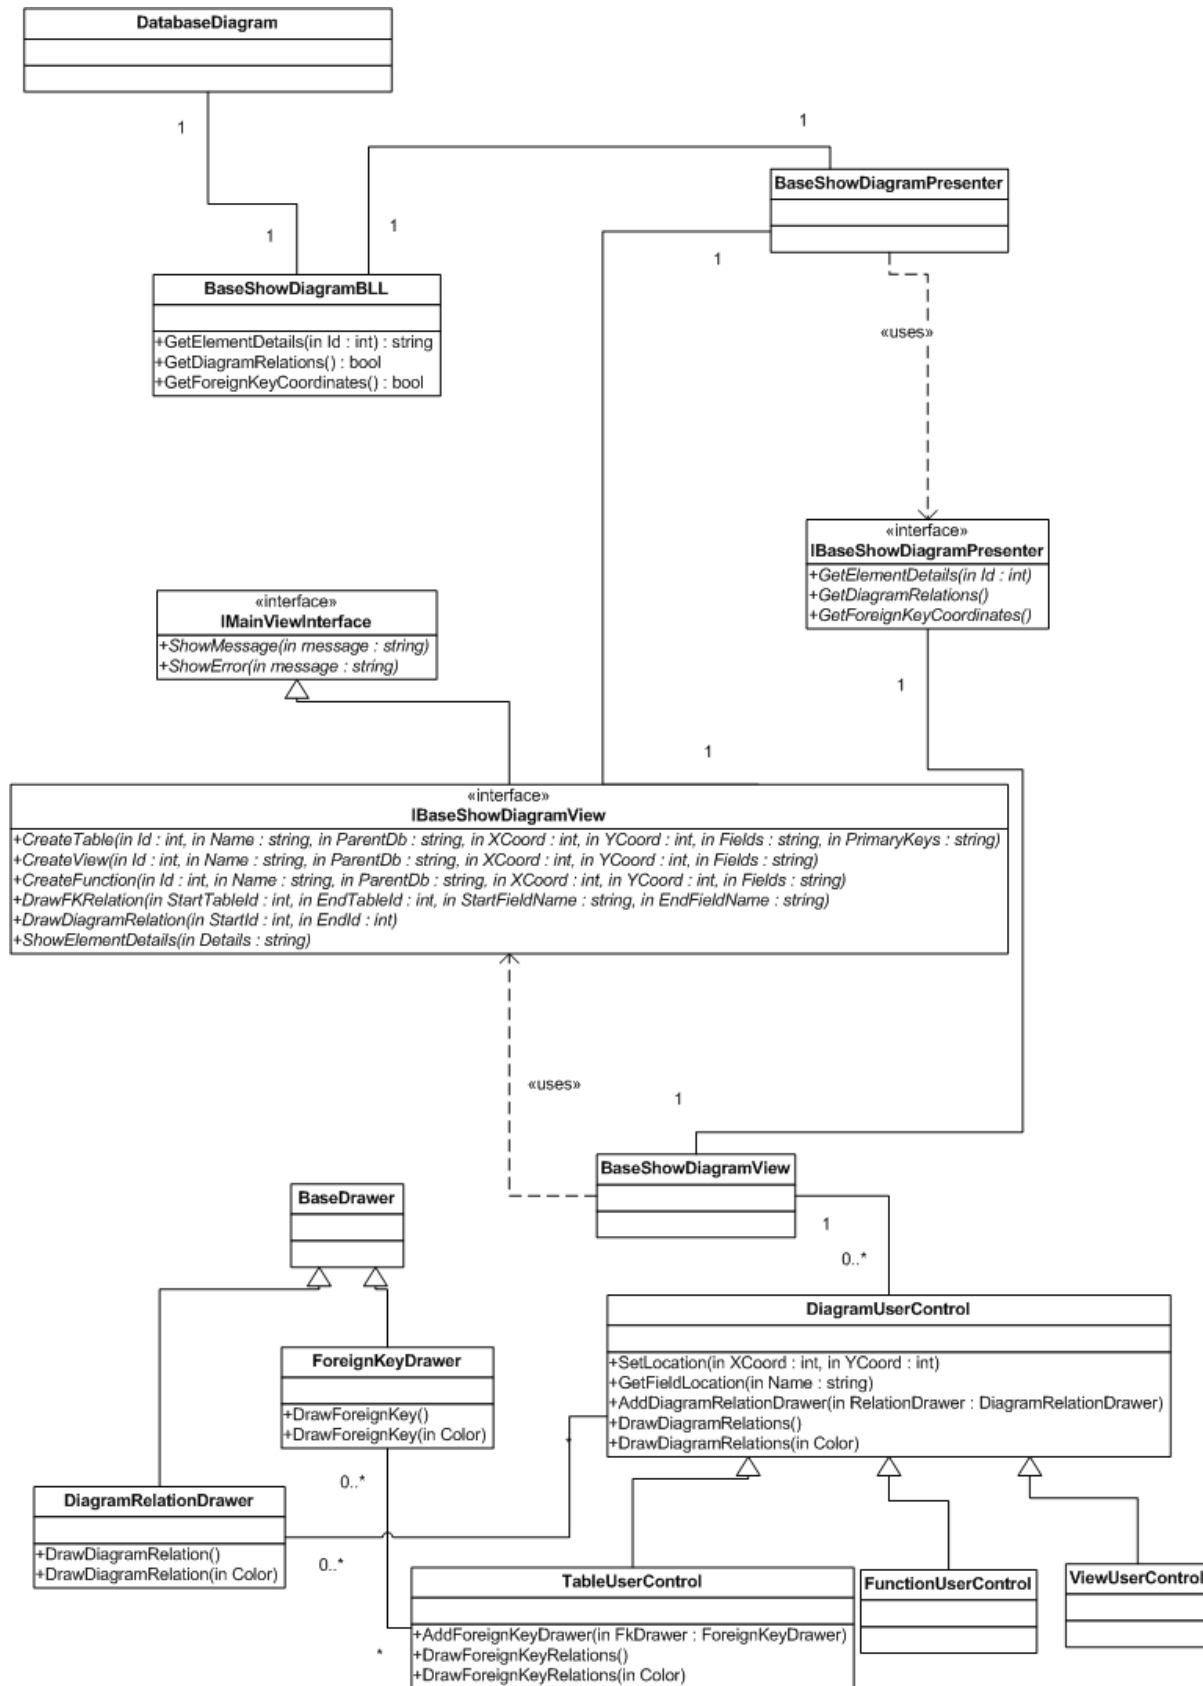 DatabaseDiagram
1
1
BaseShowDiagramPresenter
1
1
1
BaseShowDiagramBLL
+GetElementDetails(in Id : int) : string
+GetDiagramRelations() : bool
+GetForeignKeyCoordinates() : bool
«uses»
«interface»
IBaseShowDiagramPresenter
+GetElementDetails(in Id : int)
+GetDiagramRelations()
+GetForeignKeyCoordinates()
«interface»
IMainViewInterface
+ShowMessage(in message : string)
+ShowError(in message : string)
1
1
«interface»
IBaseShowDiagramView
+CreateTable(in Id : int, in Name : string, in ParentDb : string, in XCoord : int, in YCoord : int, in Fields : string, in PrimaryKeys : string)
+CreateView(in Id : int, in Name : string, in ParentDb : string, in XCoord : int, in YCoord : int, in Fields : string)
+CreateFunction(in Id : int, in Name : string, in ParentDb : string, in XCoord : int, in YCoord : int, in Fields : string)
+DrawFKRelation(in StartTableId : int, in EndTableId : int, in StartFieldName : string, in EndFieldName : string)
+DrawDiagramRelation(in StartId : int, in EndId : int)
+ShowElementDetails(in Details : string)
«uses»
1
BaseShowDiagramView
BaseDrawer
1
0..*
DiagramUserControl
+SetLocation(in XCoord : int, in YCoord : int)
+GetFieldLocation(in Name : string)
+AddDiagramRelationDrawer(in RelationDrawer : DiagramRelationDrawer)
+DrawDiagramRelations()
+DrawDiagramRelations(in Color)
ForeignKeyDrawer
+DrawForeignKey()
+DrawForeignKey(in Color)
*
0..*
DiagramRelationDrawer
+DrawDiagramRelation()
+DrawDiagramRelation(in Color)
0..*
TableUserControl
+AddForeignKeyDrawer(in FkDrawer : ForeignKeyDrawer)
+DrawForeignKeyRelations()
+DrawForeignKeyRelations(in Color)
*
FunctionUserControl
ViewUserControl